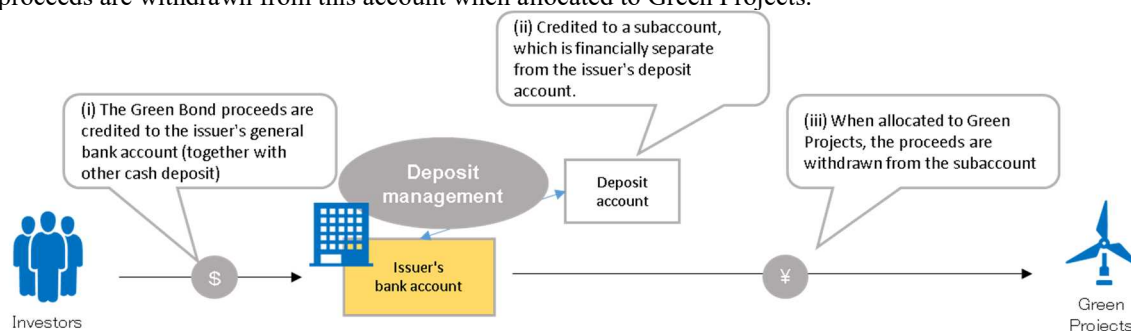 proceeds are withdrawn from this account when allocated to Green Projects.
(ii) Credited to a subaccount,
which is financially separate
from the issuer's deposit
account.
(i) The Green Bond proceeds are
credited to the issuer's general
bank account (together with
other cash deposit)
(iii) When allocated to Green
Projects, the proceeds are
withdrawn from the subaccount
Deposit
management
Deposit
account
$
Issuer's
bank account
¥
Investors
Green
Projects